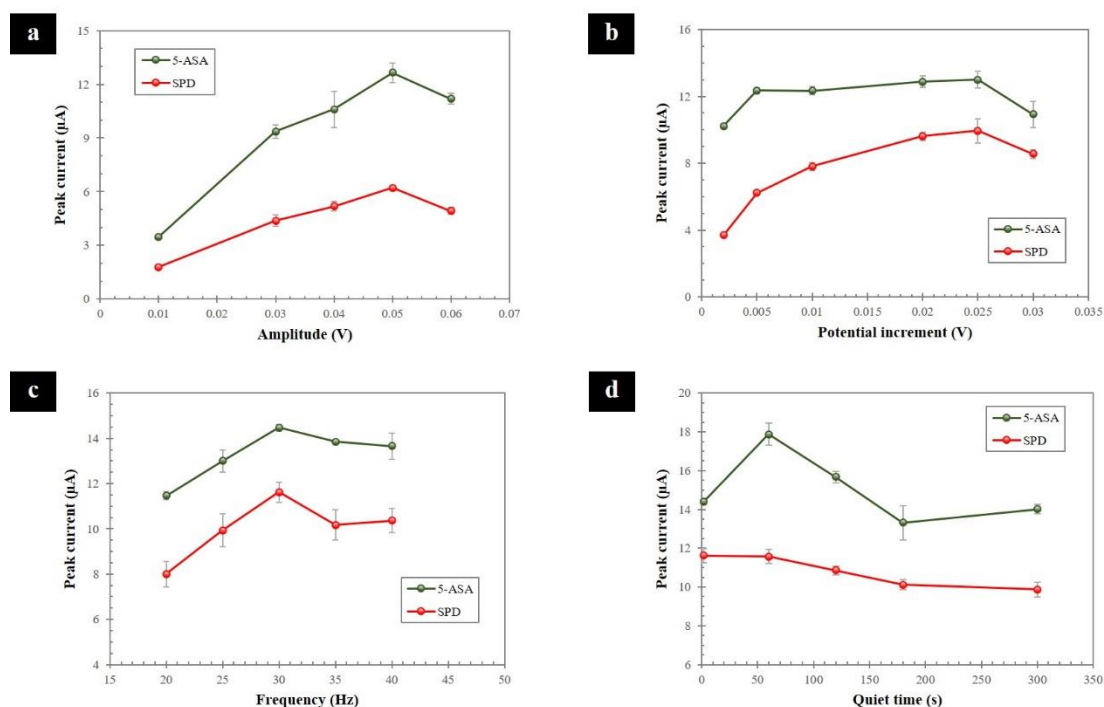 a
15
12
9
6
3
0
Peak current (µA)
5-ASA
SPD
0 0.01 0.02 0.03 0.04 0.05 0.06 0.07
Amplitude (V)
b
16
12
8
4
0
Peak current (µA)
5-ASA
SPD
0 0.005 0.01 0.015 0.02 0.025 0.03 0.035
Potential increment (V)
c
16
14
12
10
8
6
4
Peak current (µA)
5-ASA
SPD
15 20 25 30 35 40 45 50
Frequency (Hz)
d
20
18
16
14
12
10
8
6
Peak current (µA)
5-ASA
SPD
0 50 100 150 200 250 300 350
Quiet time (s)